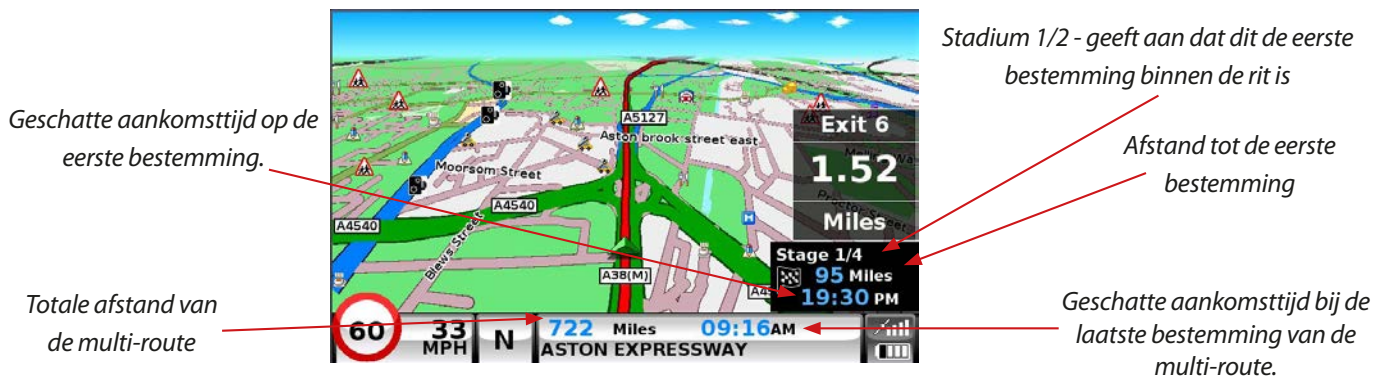 Stadium 1/2 - geeft aan dat dit de eerste
bestemming binnen de rit is
Geschatte aankomsttijd op de
eerste bestemming.
Afstand tot de eerste
bestemming
Totale afstand van
de multi-route
Geschatte aankomsttijd bij de
laatste bestemming van de
multi-route.
A5127
Aston brook street east
Moorsom Street
A4540
A4540
Blews Street
A38(M)
Exit 6
1.52
Miles
Proctor Street
Stage 1/4
95 Miles
19:30 PM
60
33
MPH
N
722 Miles 09:16AM
ASTON EXPRESSWAY